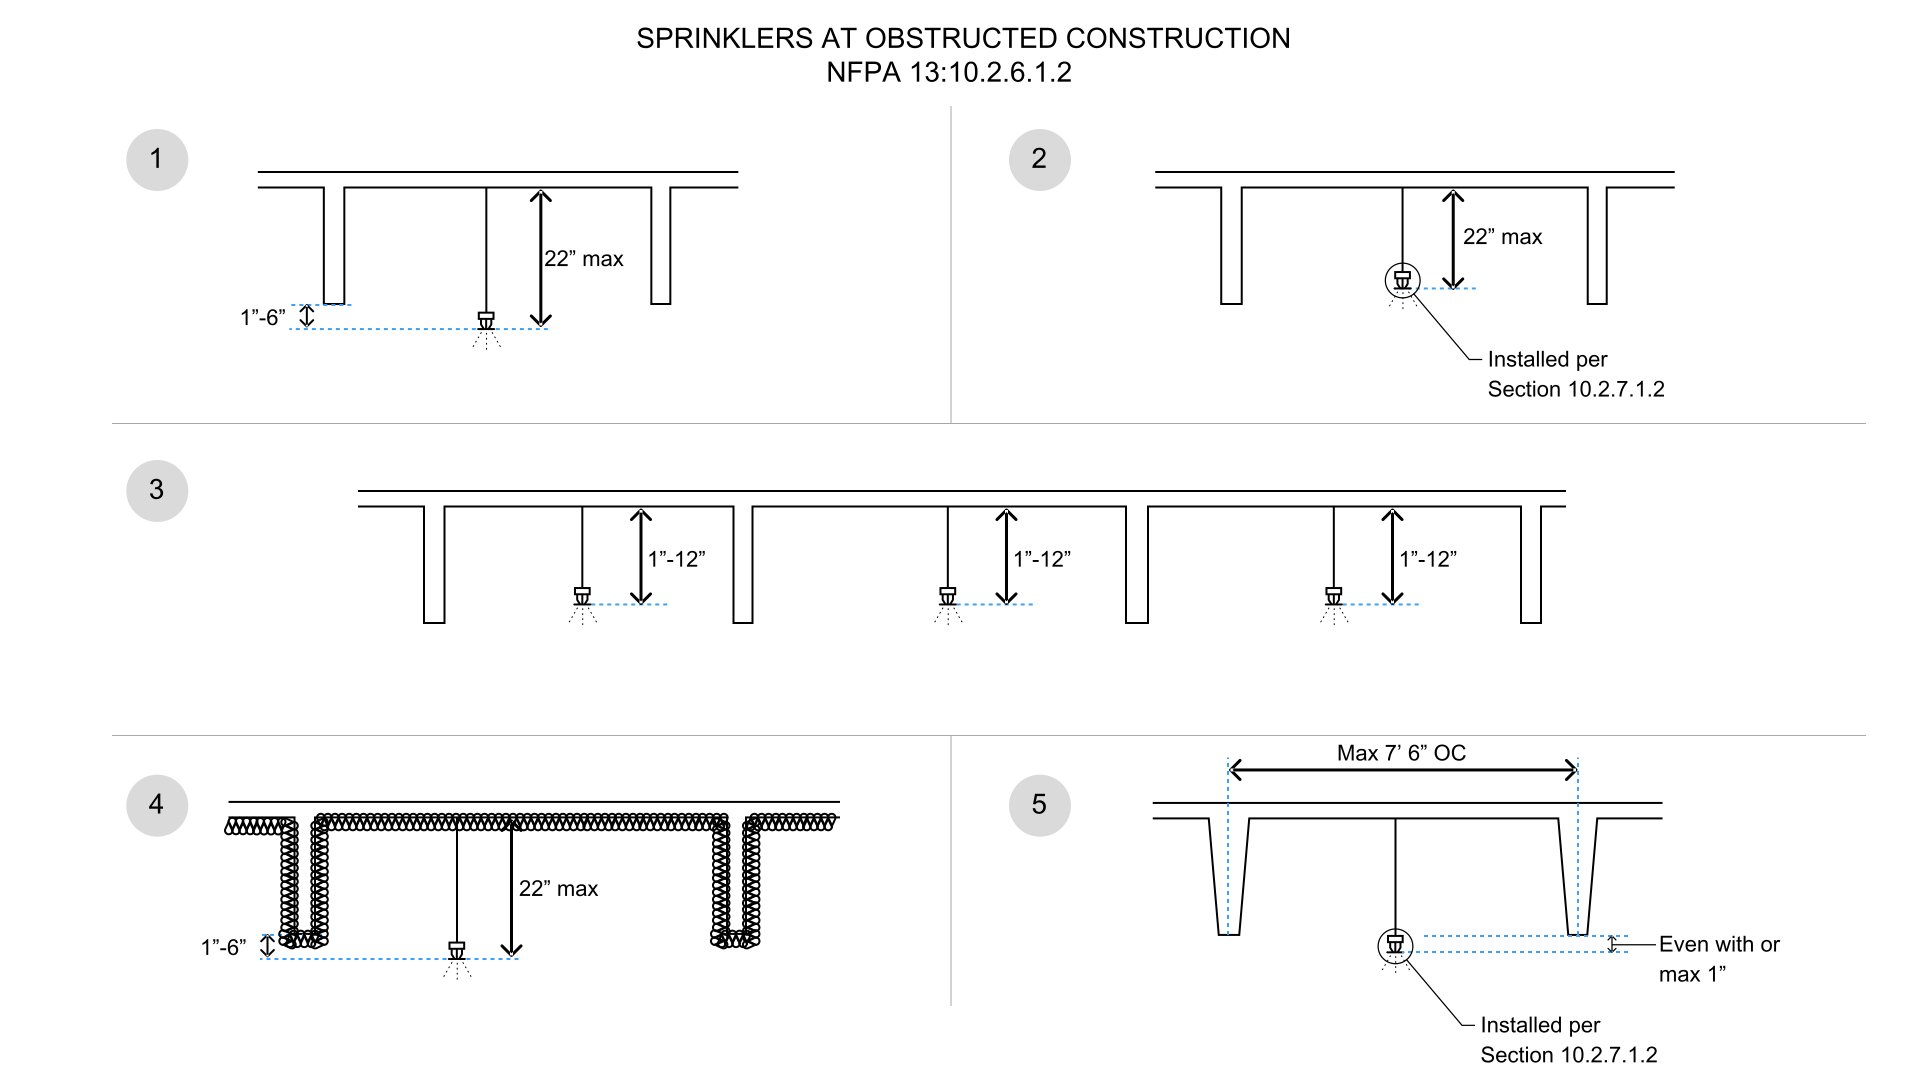 SPRINKLERS AT OBSTRUCTED CONSTRUCTION
NFPA 13:10.2.6.1.2
1
22” max
1”-6”
2
22” max
Installed per
Section 10.2.7.1.2
3
1”-12”
1”-12”
1”-12”
4
22” max
1”-6”
5
Max 7’ 6” OC
Even with or
max 1”
Installed per
Section 10.2.7.1.2